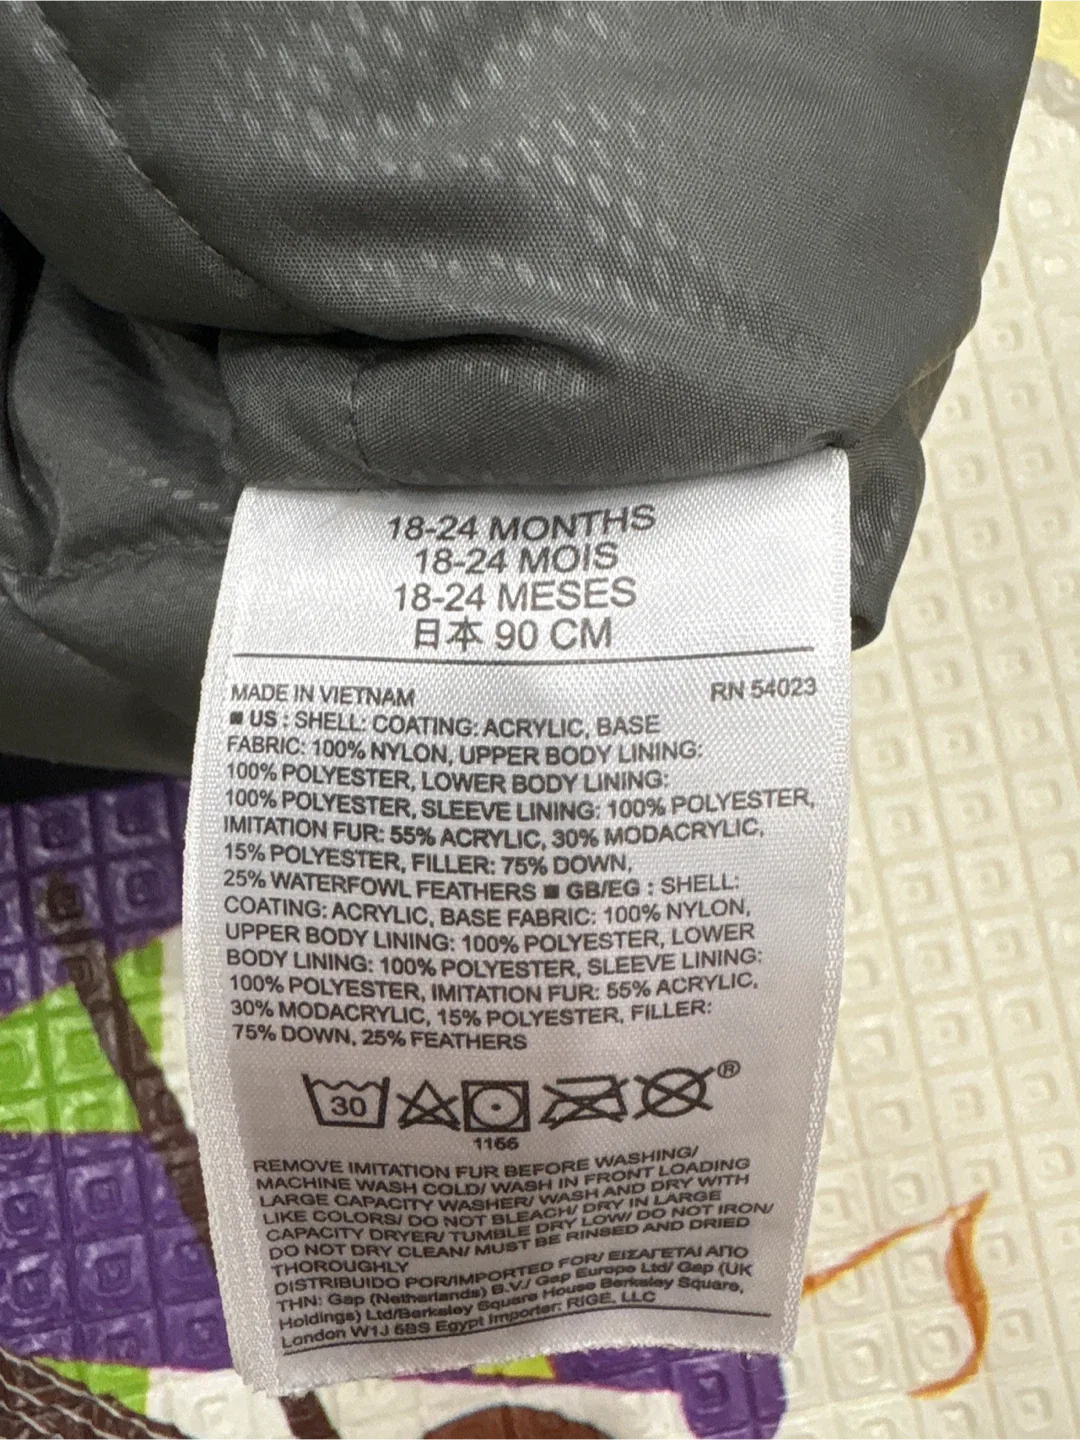 18-24 MONTHS
18-24 MOIS
18-24 MESES
日本 90 CM
MADE IN VIETNAM RN 54023
■ US : SHELL: COATING: ACRYLIC, BASE
FABRIC: 100% NYLON, UPPER BODY LINING:
100% POLYESTER, LOWER BODY LINING:
100% POLYESTER, SLEEVE LINING: 100% POLYESTER,
IMITATION FUR: 55% ACRYLIC, 30% MODACRYLIC,
15% POLYESTER, FILLER: 75% DOWN,
25% WATERFOWL FEATHERS ■ GB/EG : SHELL:
COATING: ACRYLIC, BASE FABRIC: 100% NYLON,
UPPER BODY LINING: 100% POLYESTER, LOWER
BODY LINING: 100% POLYESTER, SLEEVE LINING:
100% POLYESTER, IMITATION FUR: 55% ACRYLIC,
30% MODACRYLIC, 15% POLYESTER, FILLER:
75% DOWN, 25% FEATHERS
30 ®
1166
REMOVE IMITATION FUR BEFORE WASHING/
MACHINE WASH COLD/ WASH IN FRONT LOADING
LARGE CAPACITY WASHER/ WASH AND DRY WITH
LIKE COLORS/ DO NOT BLEACH/ DRY IN LARGE
CAPACITY DRYER/ TUMBLE DRY LOW/ DO NOT IRON/
DO NOT DRY CLEAN/ MUST BE RINSED AND DRIED
THOROUGHLY
DISTRIBUIDO POR/IMPORTED FOR/ ΕΙΣΑΓΕΤΑΙ ΑΠΟ
THN: Gap (Netherlands) B.V./ Gap Europe Ltd/ Gap (UK
Holdings) Ltd/Berkeley Square House Berkeley Square,
London W1J 6BS Egypt Importer: RIGE, LLC